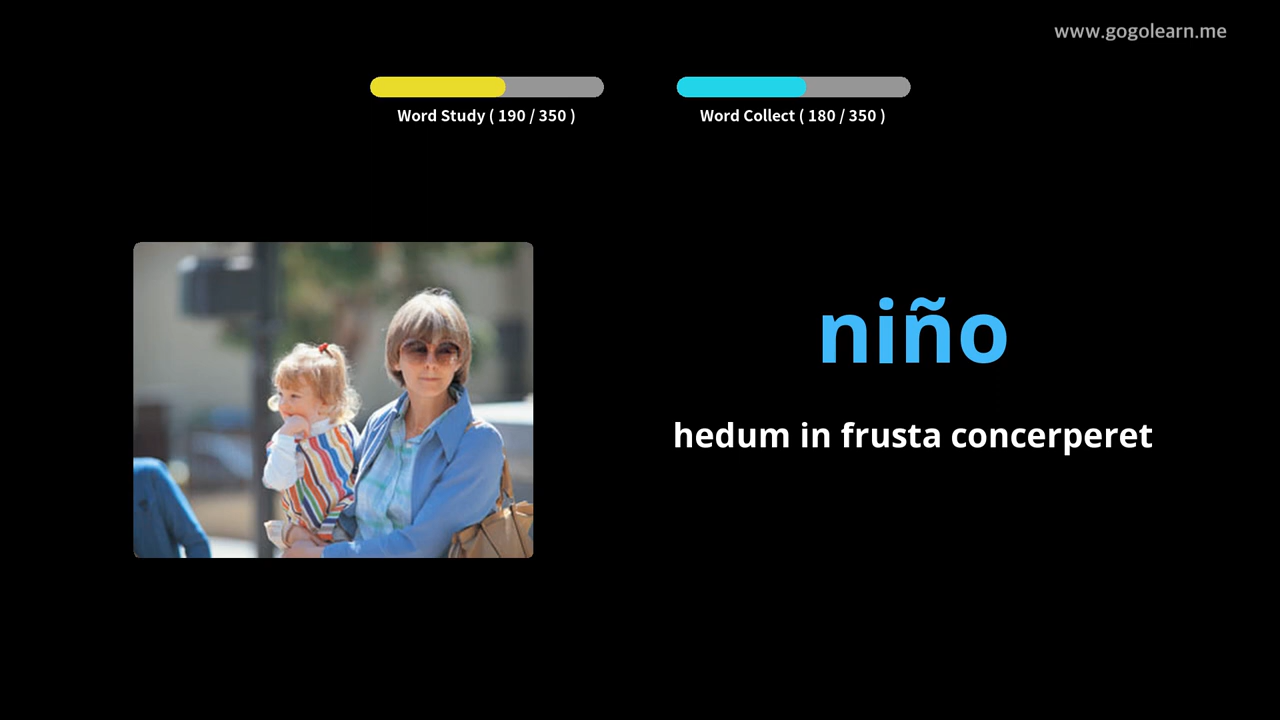 www.gogolearn.me
Word Study ( 190 / 350 )
Word Collect ( 180 / 350 )
niño
hedum in frusta concerperet